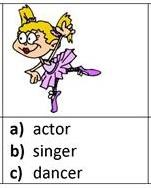 a) actor
b) singer
c) dancer